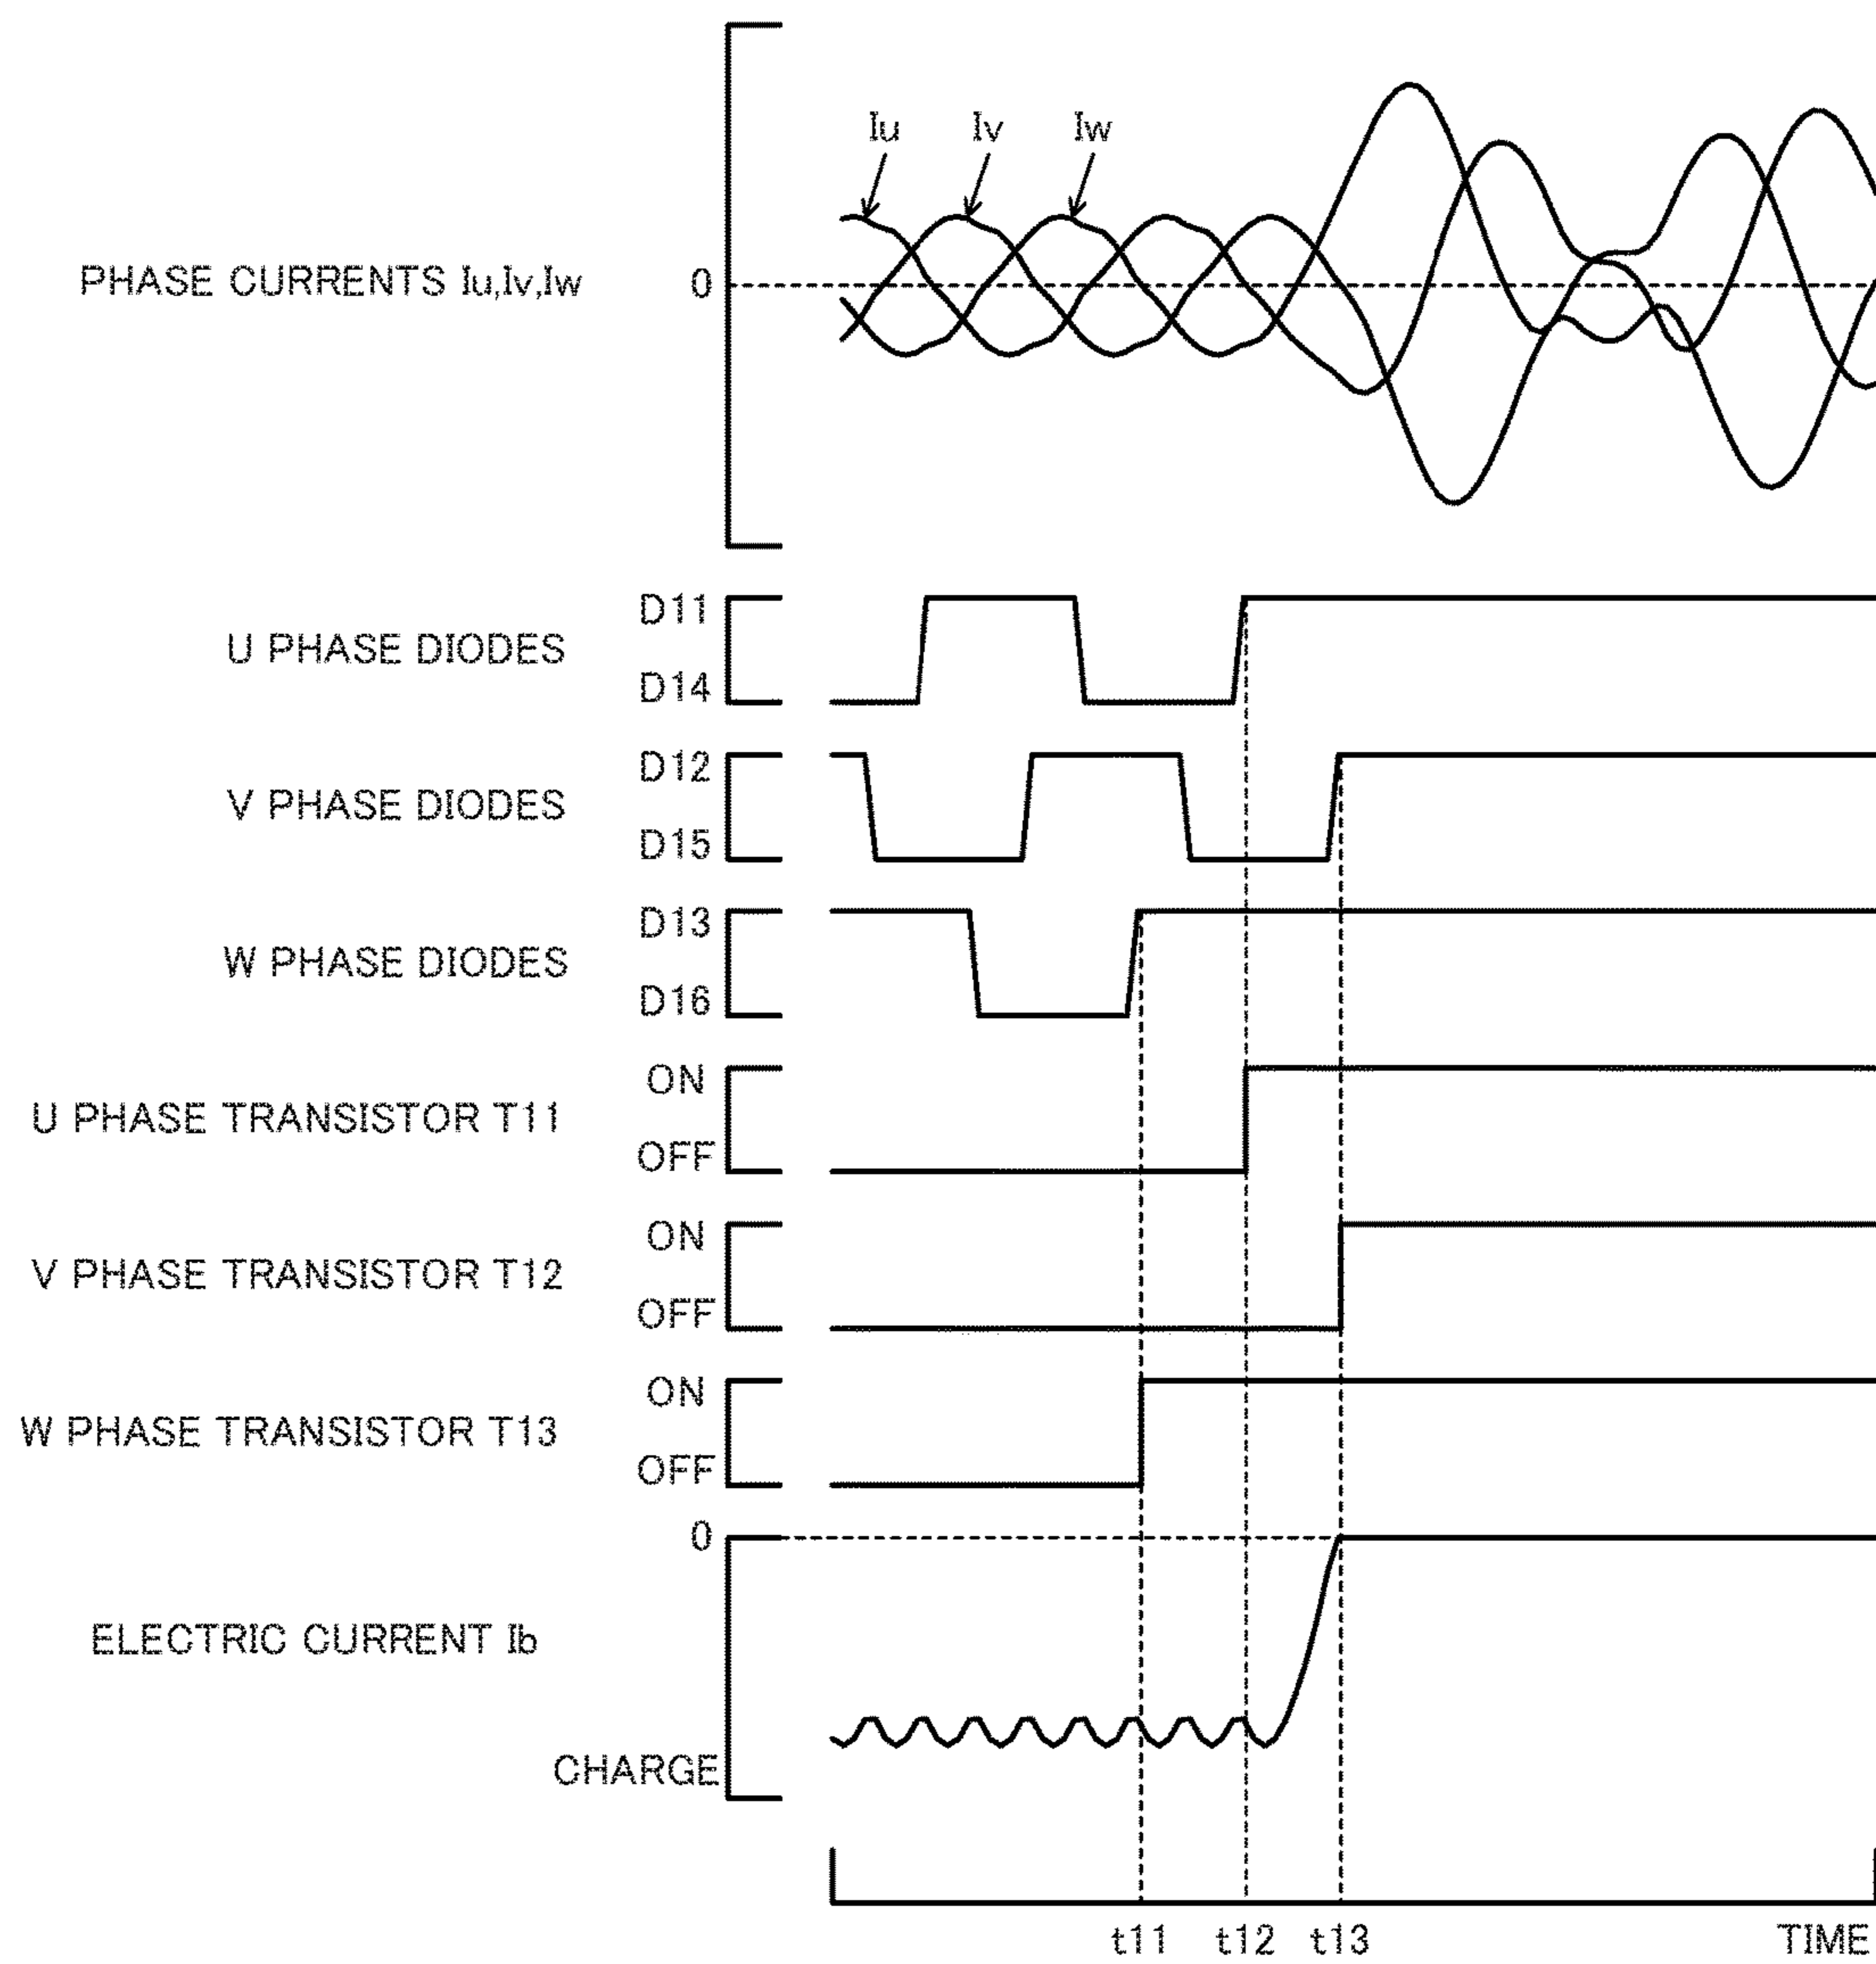 Iu Iv Iw
PHASE CURRENTS Iu,Iv,Iw 0
D11
U PHASE DIODES
D14
D12
V PHASE DIODES
D15
D13
W PHASE DIODES
D16
ON
U PHASE TRANSISTOR T11
OFF
ON
V PHASE TRANSISTOR T12
OFF
ON
W PHASE TRANSISTOR T13
OFF
0
ELECTRIC CURRENT Ib
CHARGE
t11 t12 t13 TIME